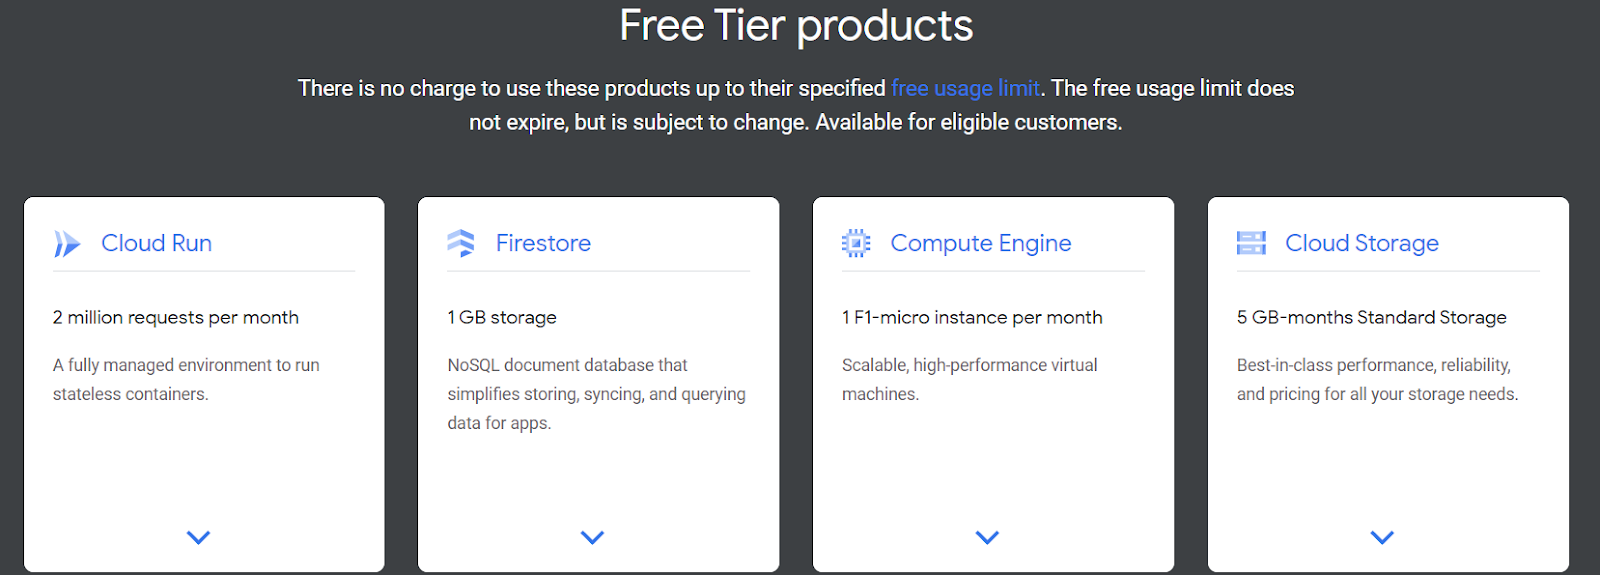 Free Tier products
There is no charge to use these products up to their specified free usage limit. The free usage limit does
not expire, but is subject to change. Available for eligible customers.
Cloud Run
2 million requests per month
A fully managed environment to run
stateless containers.
Firestore
1 GB storage
NoSQL document database that
simplifies storing, syncing, and querying
data for apps.
Compute Engine
1 F1-micro instance per month
Scalable, high-performance virtual
machines.
Cloud Storage
5 GB-months Standard Storage
Best-in-class performance, reliability,
and pricing for all your storage needs.